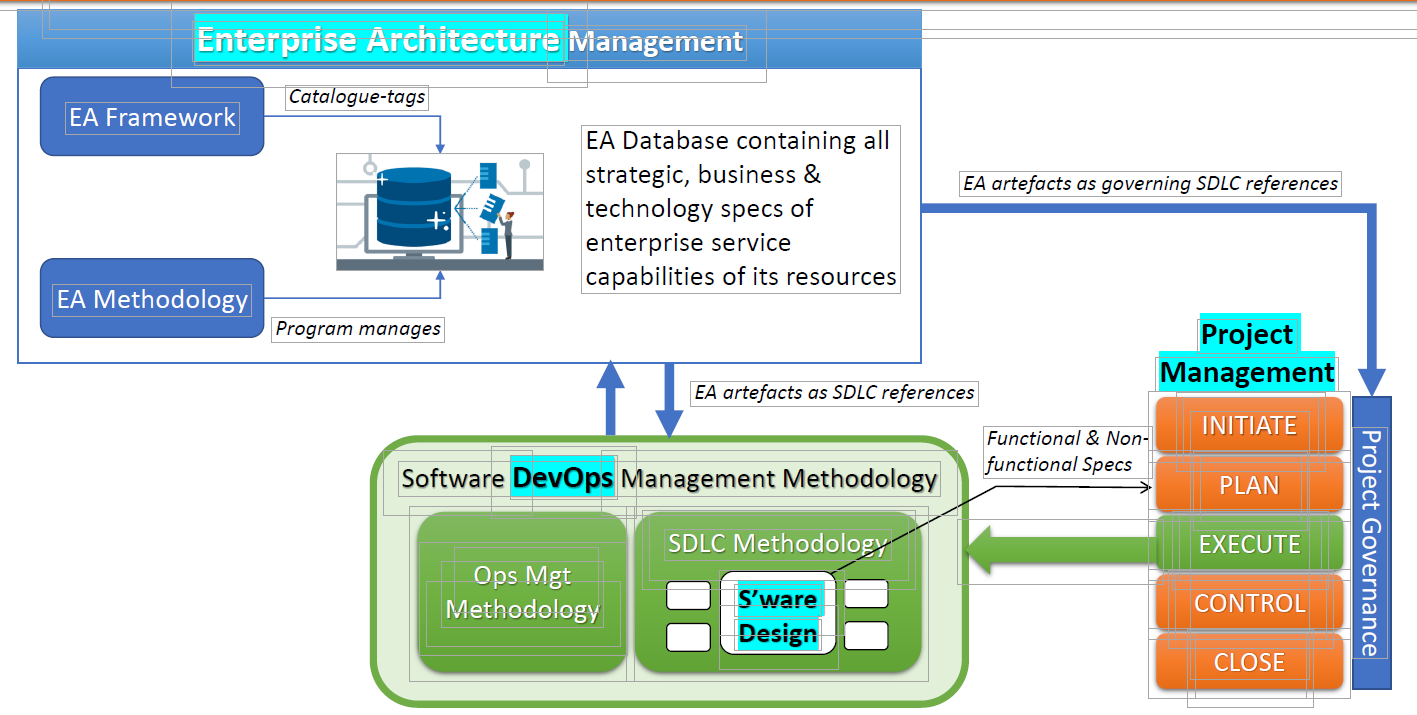 Enterprise Architecture Management
Catalogue-tags
EA Framework
EA Database containing all
strategic, business &
technology specs of
enterprise service
capabilities of its resources
EA Methodology
Program manages
EA artefacts as governing SDLC references
EA artefacts as SDLC references
Project
Management
INITIATE
PLAN
EXECUTE
CONTROL
CLOSE
Project Governance
Functional & Non-
functional Specs
Software DevOps Management Methodology
Ops Mgt
Methodology
SDLC Methodology
S'ware
Design